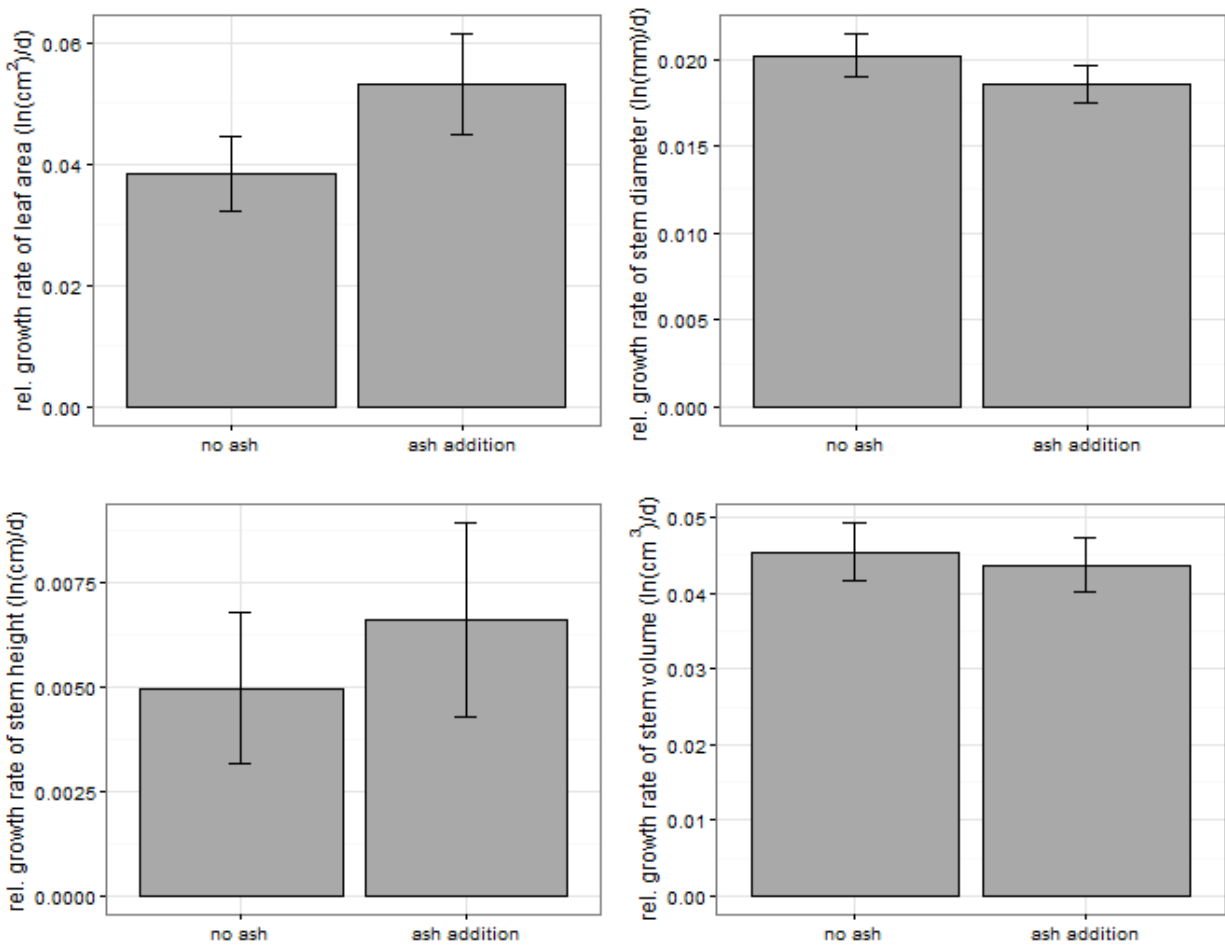 rel. growth rate of leaf area (ln(cm²)/d)
0.06
0.04
0.02
0.00
no ash ash addition
rel. growth rate of stem diameter (ln(mm)/d)
0.020
0.015
0.010
0.005
0.000
no ash ash addition
rel. growth rate of stem height (ln(cm)/d)
0.0075
0.0050
0.0025
0.0000
no ash ash addition
rel. growth rate of stem volume (ln(cm³)/d)
0.05
0.04
0.03
0.02
0.01
0.00
no ash ash addition